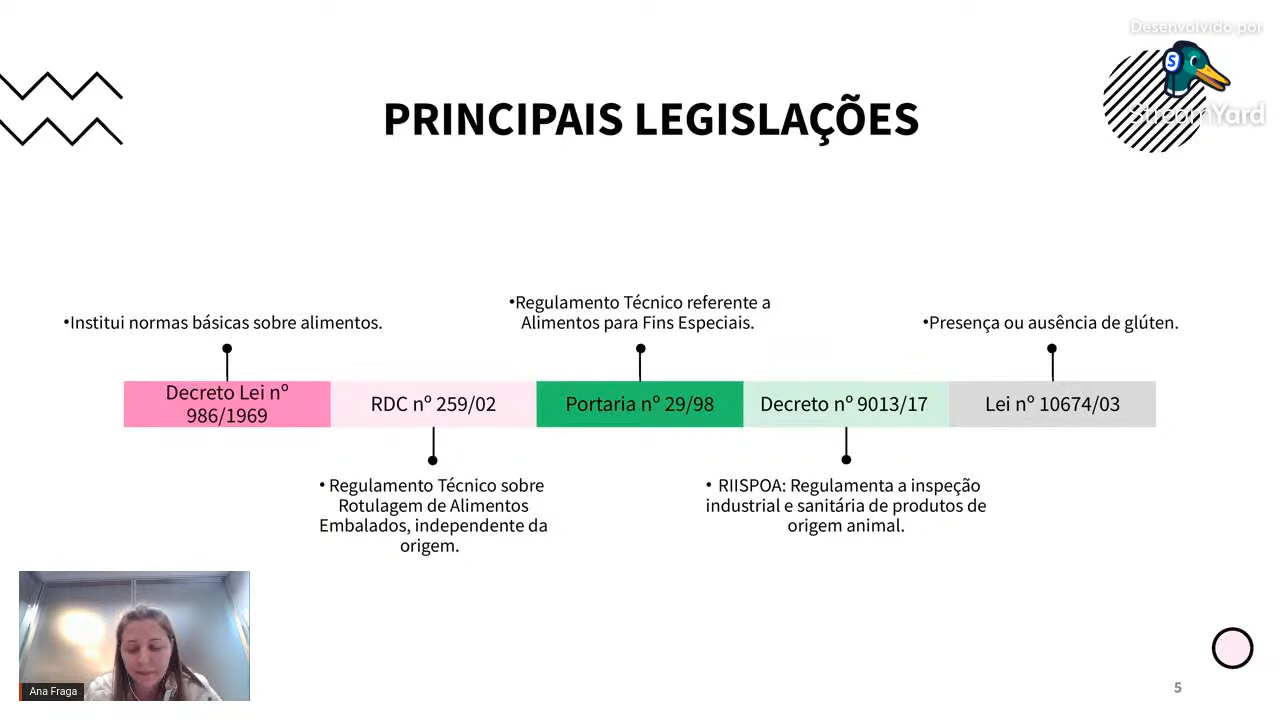 Desenvolvido por
StreamYard
PRINCIPAIS LEGISLAÇÕES
•Regulamento Técnico referente a
Alimentos para Fins Especiais.
•Institui normas básicas sobre alimentos.
•Presença ou ausência de glúten.
Decreto Lei nº
986/1969
RDC nº 259/02
Portaria nº 29/98
Decreto nº 9013/17
Lei nº 10674/03
• Regulamento Técnico sobre
Rotulagem de Alimentos
Embalados, independente da
origem.
• RIISPOA: Regulamenta a inspeção
industrial e sanitária de produtos de
origem animal.
Ana Fraga
5